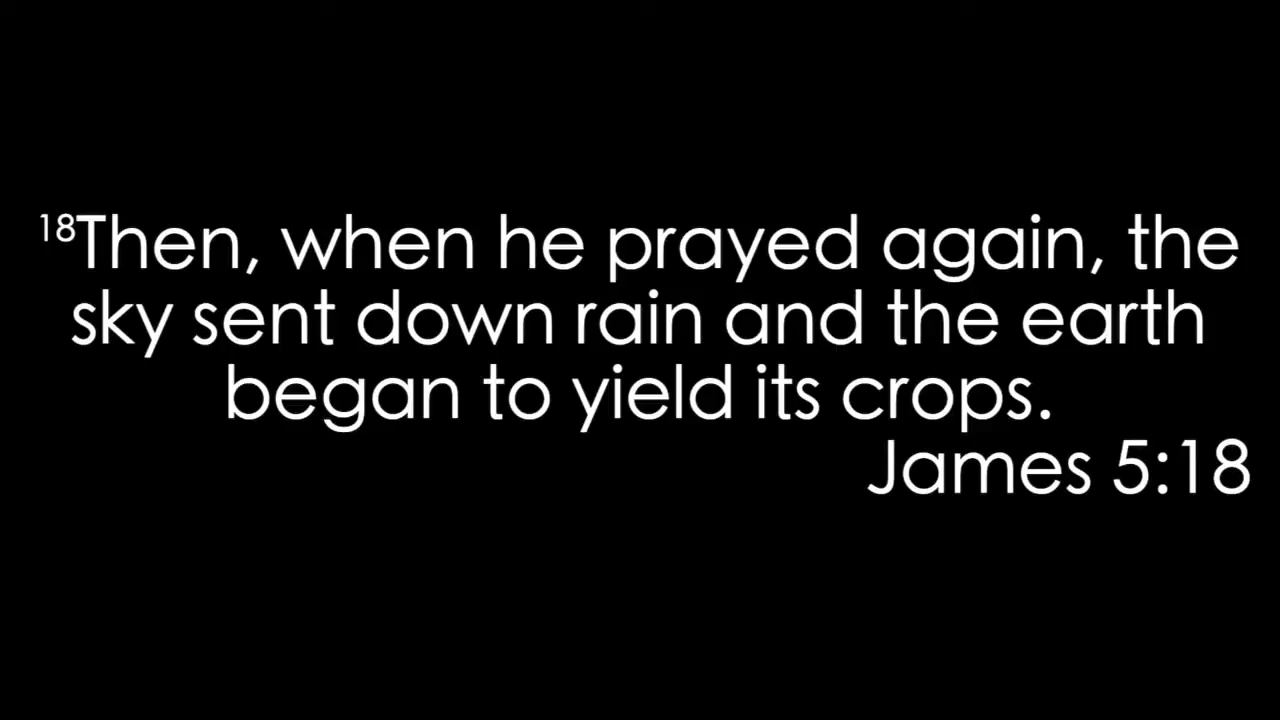 18Then, when he prayed again, the
sky sent down rain and the earth
began to yield its crops.
James 5:18